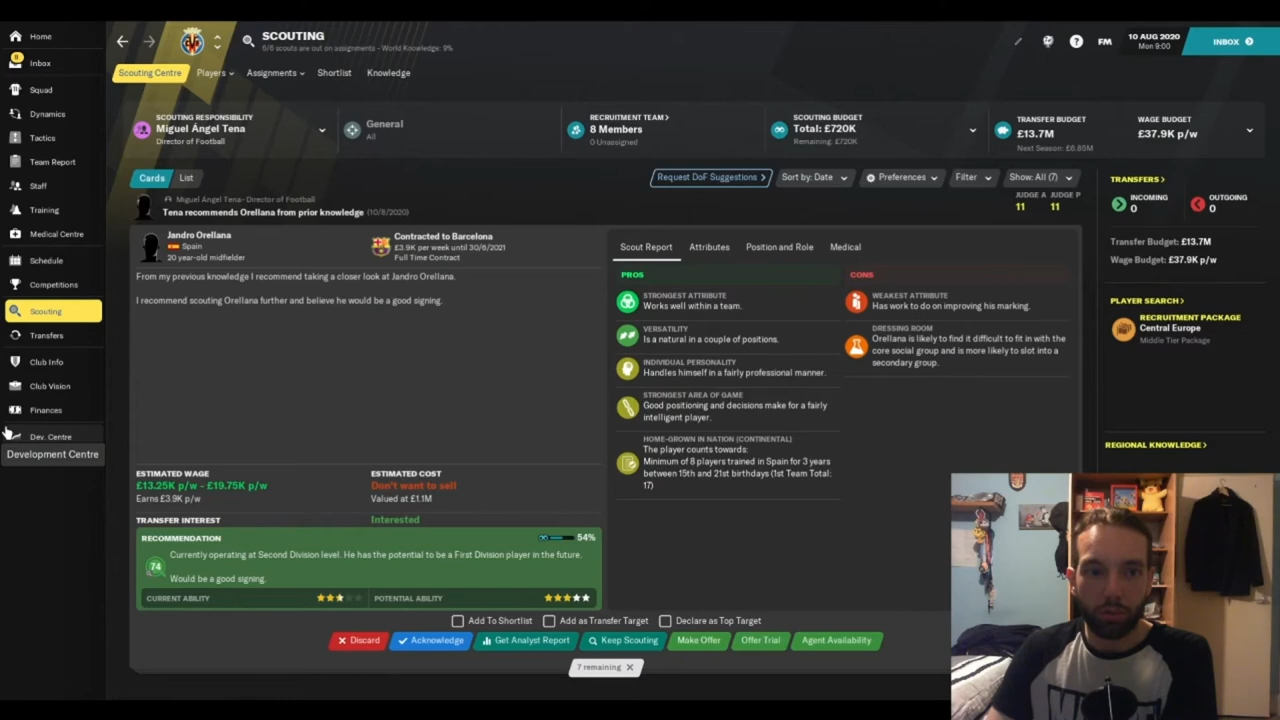 Home
SCOUTING
6/6 scouts are out on assignments - World Knowledge: 9%
FM
10 AUG 2020
Mon 9:00
INBOX
8
Inbox
Squad
Dynamics
Tactics
Team Report
Staff
Training
Medical Centre
Schedule
Competitions
Scouting
Transfers
Club Info
Club Vision
Finances
Dev. Centre
Development Centre
Scouting Centre
Players
Assignments
Shortlist
Knowledge
SCOUTING RESPONSIBILITY
Miguel Ángel Tena
Director of Football
General
All
RECRUITMENT TEAM >
8 Members
0 Unassigned
SCOUTING BUDGET
Total: £720K
Remaining: £720K
TRANSFER BUDGET
£13.7M
Next Season: £6.85M
WAGE BUDGET
£37.9K p/w
Cards
List
Request DoF Suggestions >
Sort by: Date
Preferences
Filter
Show: All (7)
Miguel Ángel Tena- Director of Football
Tena recommends Orellana from prior knowledge (10/8/2020)
JUDGE A
11
JUDGE P
11
Jandro Orellana
Spain
20 year-old midfielder
Contracted to Barcelona
£3.9K per week until 30/6/2021
Full Time Contract
From my previous knowledge I recommend taking a closer look at Jandro Orellana.
I recommend scouting Orellana further and believe he would be a good signing.
ESTIMATED WAGE
£13.25K p/w - £19.75K p/w
Earns £3.9K p/w
ESTIMATED COST
Don't want to sell
Valued at £1.1M
TRANSFER INTEREST
Interested
RECOMMENDATION
54%
Currently operating at Second Division level. He has the potential to be a First Division player in the future.
74
Would be a good signing.
CURRENT ABILITY
POTENTIAL ABILITY
Scout Report
Attributes
Position and Role
Medical
PROS
STRONGEST ATTRIBUTE
Works well within a team.
VERSATILITY
Is a natural in a couple of positions.
INDIVIDUAL PERSONALITY
Handles himself in a fairly professional manner.
STRONGEST AREA OF GAME
Good positioning and decisions make for a fairly
intelligent player.
HOME-GROWN IN NATION (CONTINENTAL)
The player counts towards:
Minimum of 8 players trained in Spain for 3 years
between 15th and 21st birthdays (1st Team Total:
17)
CONS
WEAKEST ATTRIBUTE
Has work to do on improving his marking.
DRESSING ROOM
Orellana is likely to find it difficult to fit in with the
core social group and is more likely to slot into a
secondary group.
Add To Shortlist
Add as Transfer Target
Declare as Top Target
Discard
Acknowledge
Get Analyst Report
Keep Scouting
Make Offer
Offer Trial
Agent Availability
7 remaining
TRANSFERS >
INCOMING
0
OUTGOING
0
Transfer Budget: £13.7M
Wage Budget: £37.9K p/w
PLAYER SEARCH >
RECRUITMENT PACKAGE
Central Europe
Middle Tier Package
REGIONAL KNOWLEDGE >